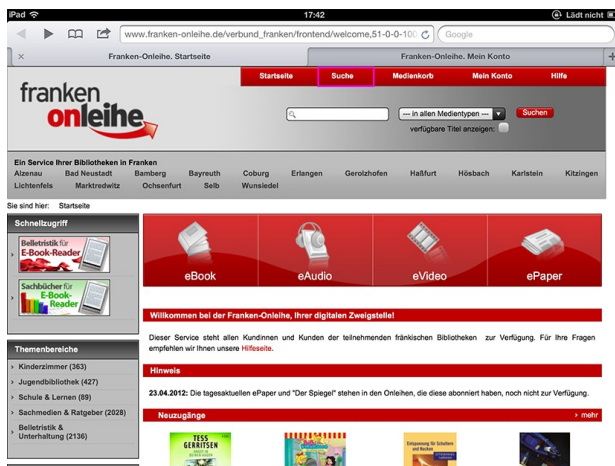 iPad 17:42 Lädt nicht
www.franken-onleihe.de/verbund_franken/frontend/welcome,51-0-0-100 Google
Franken-Onleihe. Startseite Franken-Onleihe. Mein Konto
Startseite Suche Medienkorb Mein Konto Hilfe
franken
onleihe
--- in allen Medientypen --- Suchen
verfügbare Titel anzeigen:
Ein Service Ihrer Bibliotheken in Franken
Alzenau Bad Neustadt Bamberg Bayreuth Coburg Erlangen Gerolzhofen Haßfurt Hösbach Karlstein Kitzingen
Lichtenfels Marktredwitz Ochsenfurt Selb Wunsiedel
Sie sind hier: Startseite
Schnellzugriff
Belletristik für
E-Book-Reader
Sachbücher für
E-Book-
Reader
eBook eAudio eVideo ePaper
Willkommen bei der Franken-Onleihe, Ihrer digitalen Zweigstelle!
Dieser Service steht allen Kundinnen und Kunden der teilnehmenden fränkischen Bibliotheken zur Verfügung. Für Ihre Fragen
empfehlen wir Ihnen unsere Hilfeseite.
Hinweis
23.04.2012: Die tagesaktuellen ePaper und "Der Spiegel" stehen in den Onleihen, die diese abonniert haben, noch nicht zur Verfügung.
Themenbereiche
Kinderzimmer (363)
Jugendbibliothek (427)
Schule & Lernen (89)
Sachmedien & Ratgeber (2028)
Belletristik &
Unterhaltung (2136)
Neuzugänge mehr
TESS
GERRITSEN
Entspannung für Schultern
und Nacken